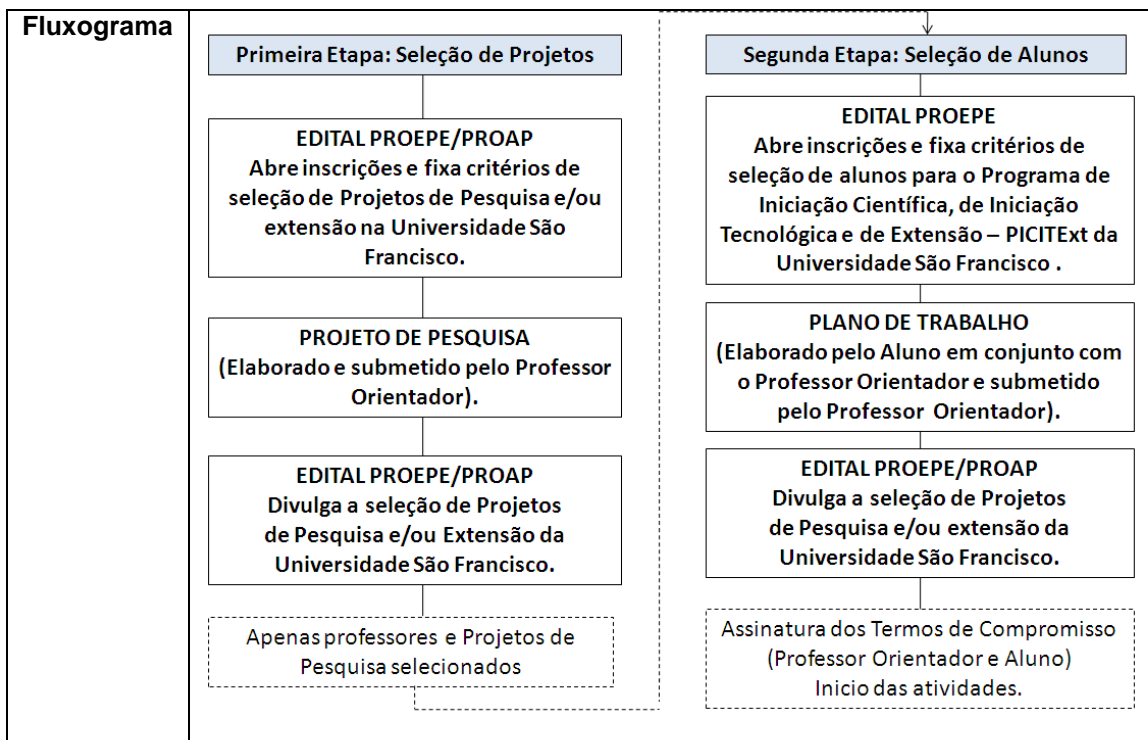 Fluxograma
Primeira Etapa: Seleção de Projetos
EDITAL PROEPE/PROAP
Abre inscrições e fixa critérios de
seleção de Projetos de Pesquisa e/ou
extensão na Universidade São
Francisco.
PROJETO DE PESQUISA
(Elaborado e submetido pelo Professor
Orientador).
EDITAL PROEPE/PROAP
Divulga a seleção de Projetos
de Pesquisa e/ou Extensão da
Universidade São Francisco.
Apenas professores e Projetos de
Pesquisa selecionados
Segunda Etapa: Seleção de Alunos
EDITAL PROEPE
Abre inscrições e fixa critérios de
seleção de alunos para o Programa de
Iniciação Científica, de Iniciação
Tecnológica e de Extensão – PICITExt da
Universidade São Francisco .
PLANO DE TRABALHO
(Elaborado pelo Aluno em conjunto com
o Professor Orientador e submetido
pelo Professor Orientador).
EDITAL PROEPE/PROAP
Divulga a seleção de Projetos
de Pesquisa e/ou extensão da
Universidade São Francisco.
Assinatura dos Termos de Compromisso
(Professor Orientador e Aluno)
Inicio das atividades.